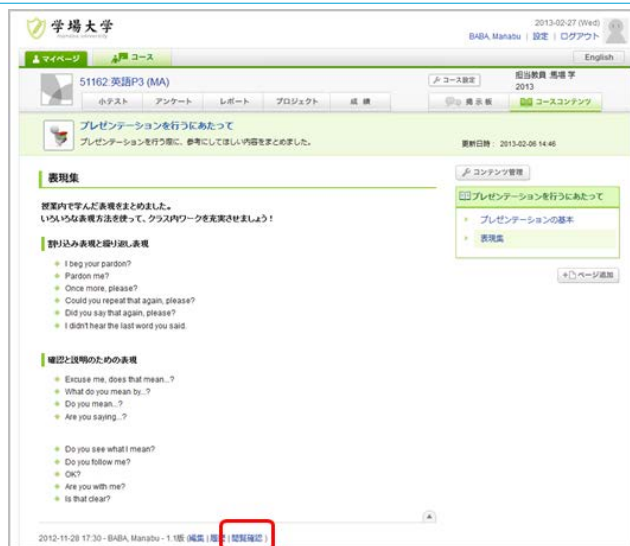 学場大学
2013-02-27 (Wed)
BABA, Manabu | 設定 | ログアウト
マイページ
コース
English
51162:英語P3 (MA)
コース設定
担当教員 馬場 学
2013
小テスト
アンケート
レポート
プロジェクト
成績
掲示板
コースコンテンツ
プレゼンテーションを行うにあたって
プレゼンテーションを行う際に、参考にしてほしい内容をまとめました。
更新日時 : 2013-02-06 14:46
表現集
授業内で学んだ表現をまとめました。
いろいろな表現方法を使って、クラス内ワークを充実させましょう！
割り込み表現と繰り返し表現
I beg your pardon?
Pardon me?
Once more, please?
Could you repeat that again, please?
Did you say that again, please?
I didn't hear the last word you said.
確認と説明のための表現
Excuse me, does that mean...?
What do you mean by...?
Do you mean...?
Are you saying...?
Do you see what I mean?
Do you follow me?
OK?
Are you with me?
Is that clear?
2012-11-28 17:30 - BABA, Manabu - 1.1版 (編集 | 履歴 | 閲覧確認 )
コンテンツ管理
プレゼンテーションを行うにあたって
プレゼンテーションの基本
表現集
ページ追加